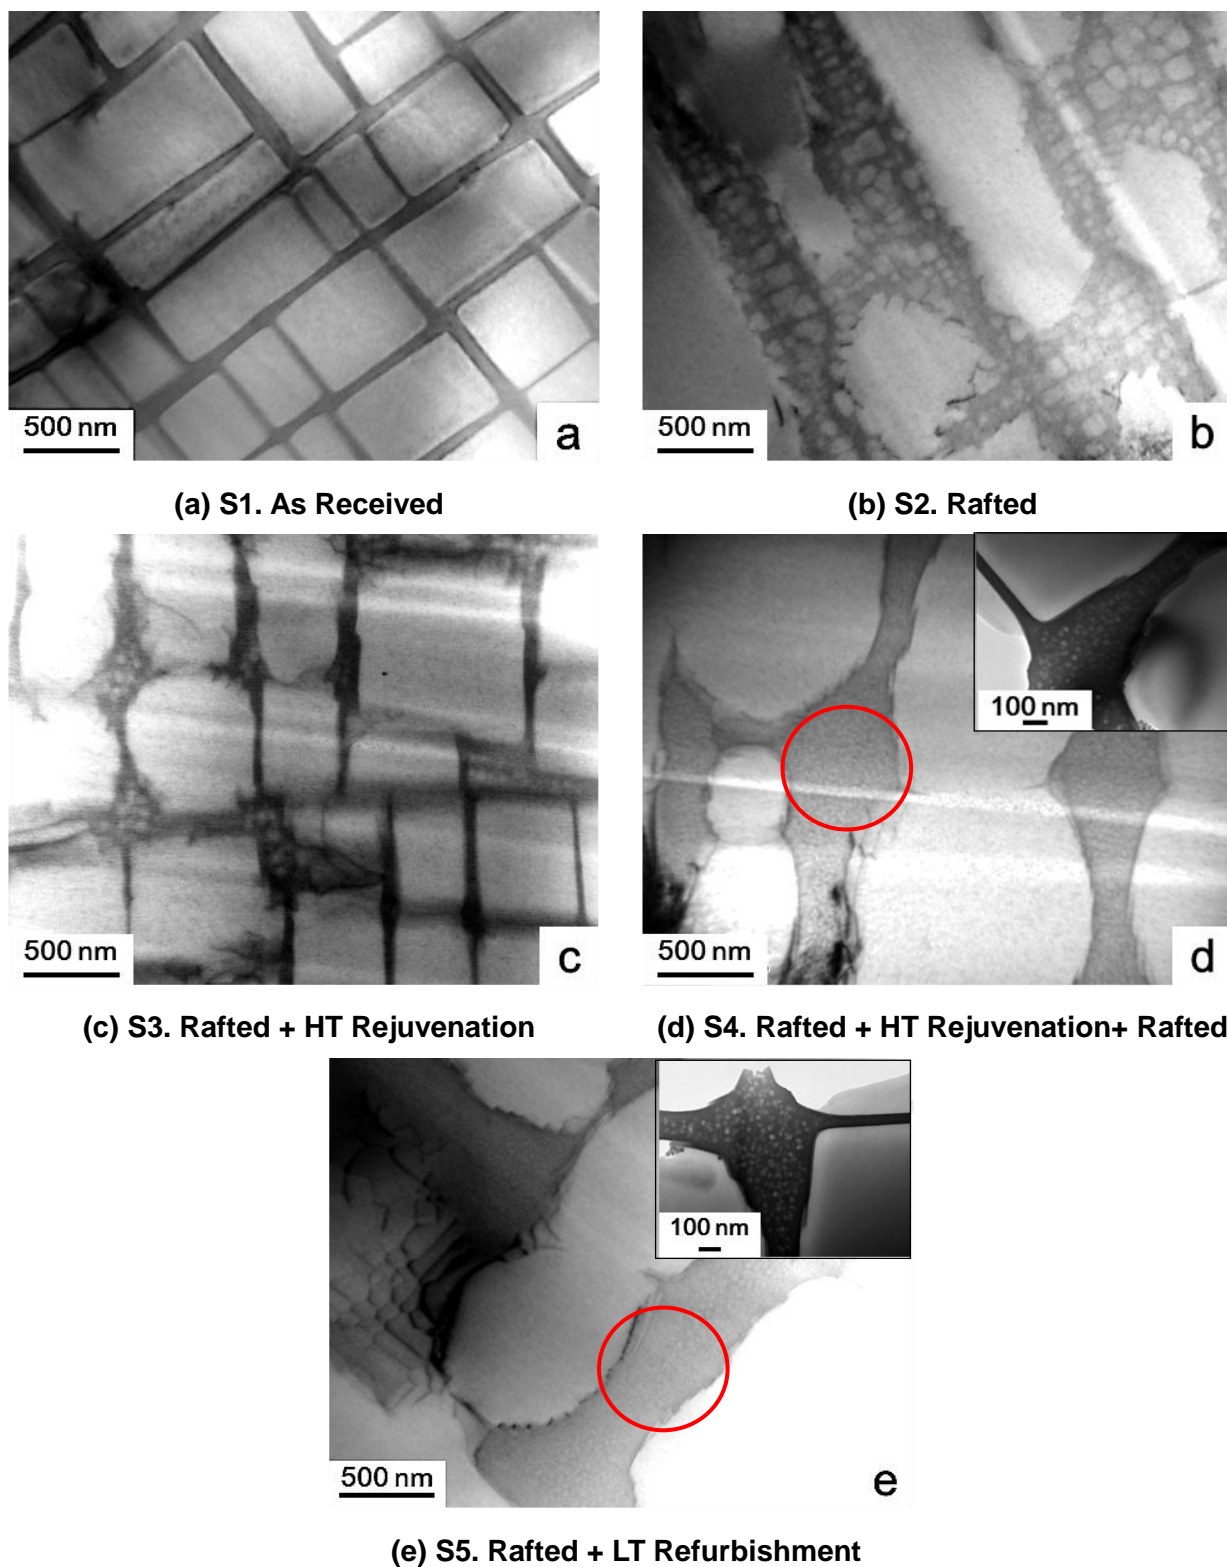 500 nm
a
500 nm
b
(a) S1. As Received
(b) S2. Rafted
500 nm
c
100 nm
500 nm
d
(c) S3. Rafted + HT Rejuvenation
(d) S4. Rafted + HT Rejuvenation+ Rafted
100 nm
500 nm
e
(e) S5. Rafted + LT Refurbishment